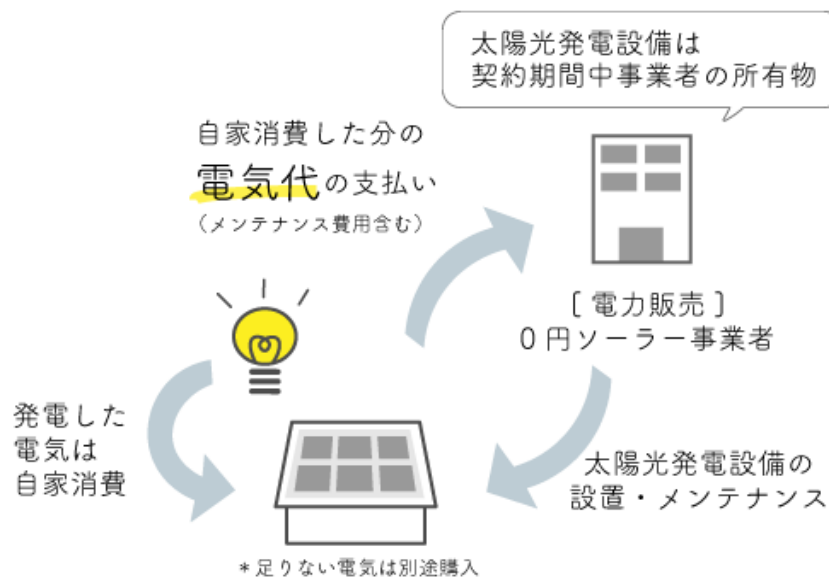 太陽光発電設備は
契約期間中事業者の所有物
自家消費した分の
電気代の支払い
（メンテナンス費用含む）
［電力販売］
0円ソーラー事業者
発電した
電気は
自家消費
太陽光発電設備の
設置・メンテナンス
＊足りない電気は別途購入